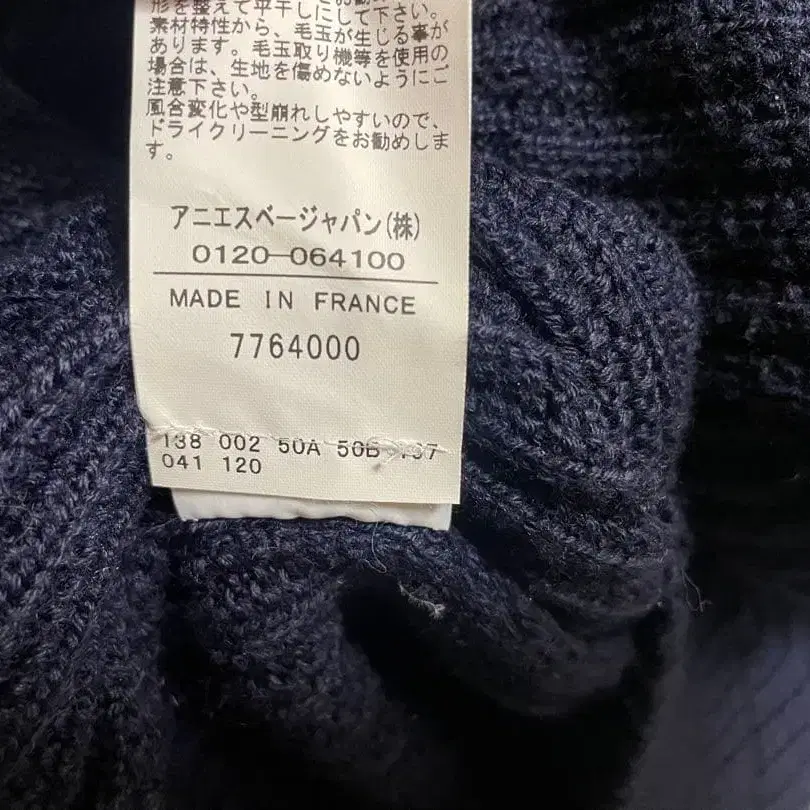 形を整えて平干しにして下さい。
素材特性から、毛玉が生じる事が
あります。毛玉取り機等を使用の
場合は、生地を傷めないようにご
注意下さい。
風合変化や型崩れしやすいので、
ドライクリーニングをお勧めしま
す。
アニエスベージャパン(株)
0120-064100
MADE IN FRANCE
7764000
138 002 50A 50B
041 120